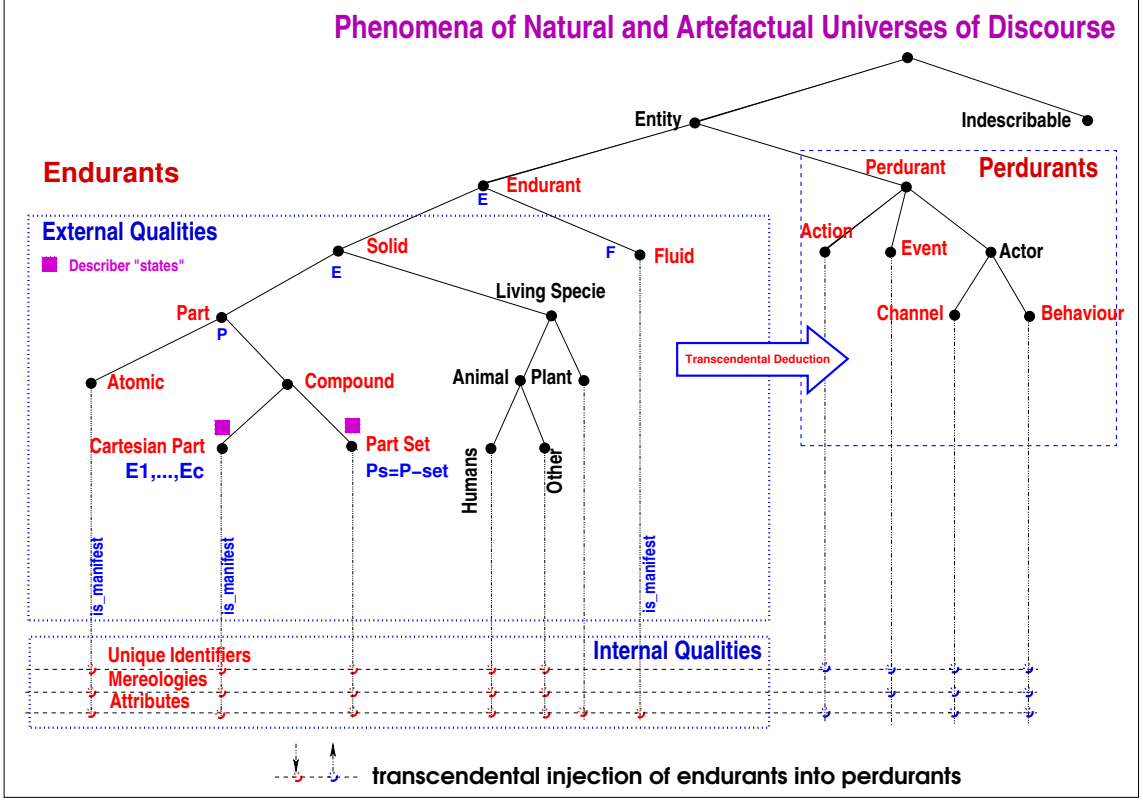 Phenomena of Natural and Artefactual Universes of Discourse
Entity
Indescribable
Endurants
Endurant
E
Perdurant
Perdurants
External Qualities
Describer "states"
Solid
E
F
Fluid
Action
Event
Actor
Living Specie
Part
P
Channel
Behaviour
Transcendental Deduction
Atomic
Compound
Animal
Plant
Cartesian Part
E1,...,Ec
Part Set
Ps=P-set
Humans
Other
is_manifest
is_manifest
is_manifest
Unique Identifiers
Internal Qualities
Mereologies
Attributes
transcendental injection of endurants into perdurants